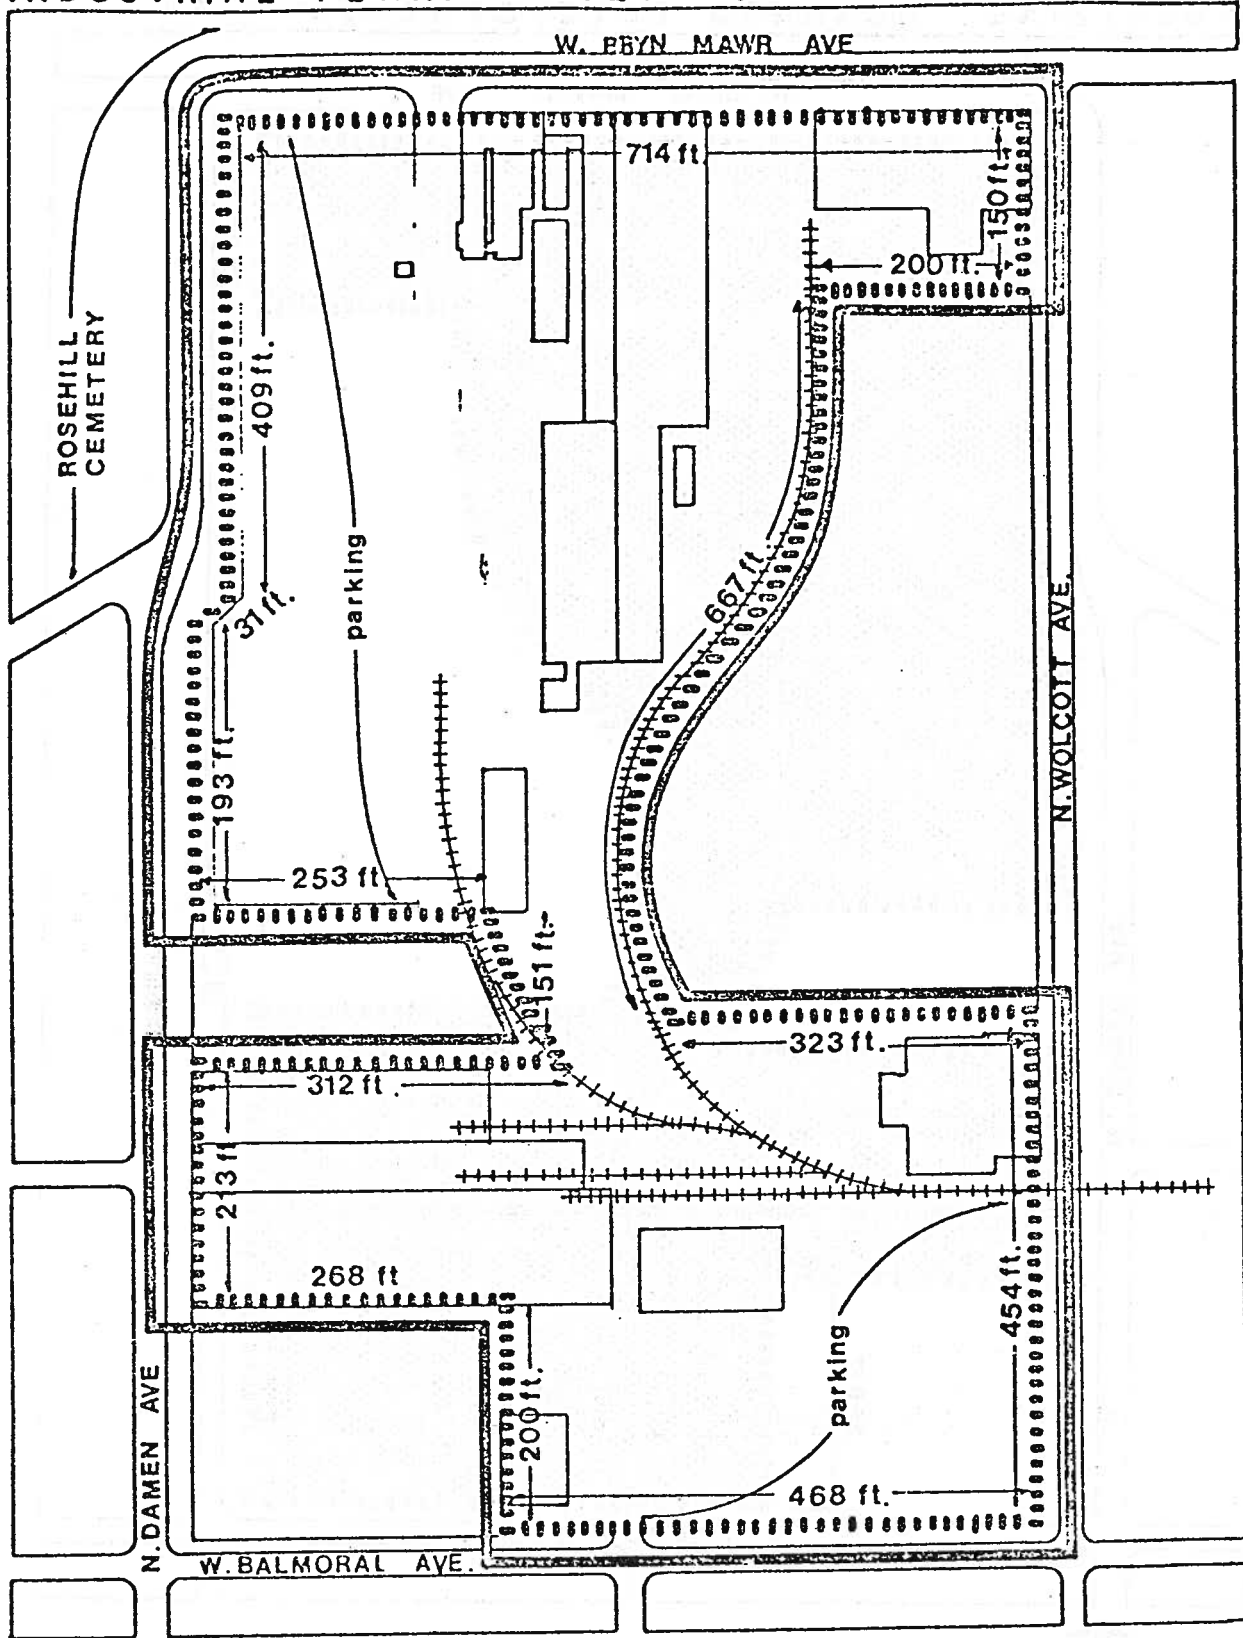 W. BRYN MAWR AVE
714 ft.
150 ft.
200 ft.
ROSEHILL
CEMETERY
409 ft.
31 ft.
parking
667 ft.
N. WOLCOTT AVE.
193 ft.
253 ft
151 ft.
323 ft.
312 ft.
213 ft
268 ft
454 ft.
200 ft.
parking
468 ft.
N. DAMEN AVE
W. BALMORAL AVE.